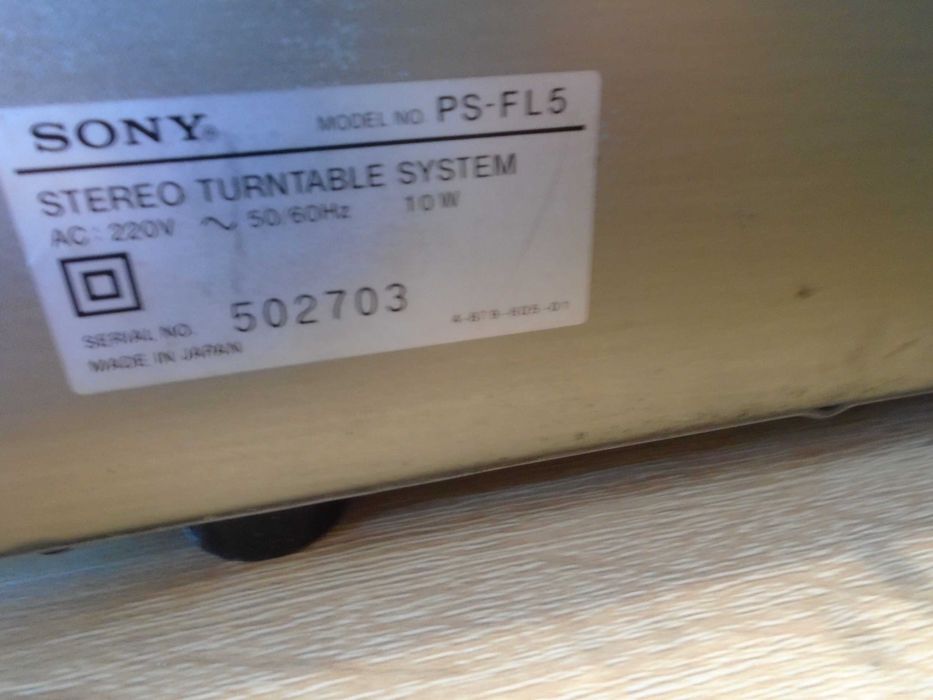 SONY® MODEL NO. PS-FL5
STEREO TURNTABLE SYSTEM
AC: 220V ~ 50/60Hz 10W
SERIAL NO. 502703
MADE IN JAPAN